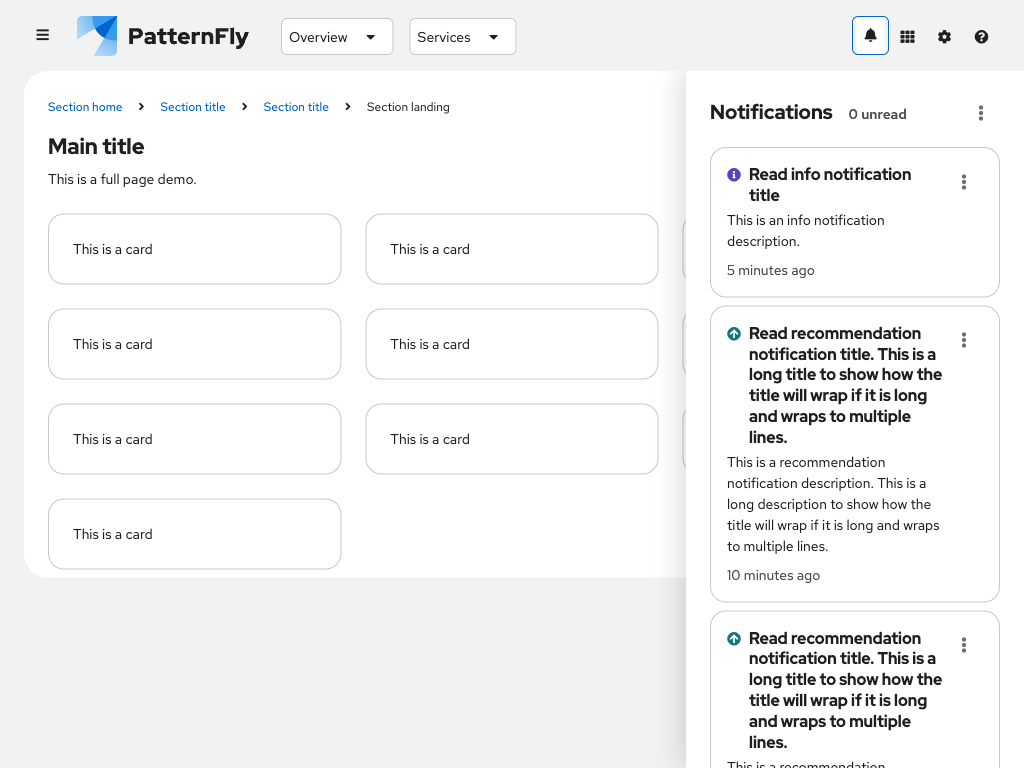 PatternFly
Overview
Services
Section home
Section title
Section title
Section landing
Main title
This is a full page demo.
This is a card
This is a card
This is a card
This is a card
This is a card
This is a card
This is a card
Notifications
0 unread
Read info notification
title
This is an info notification
description.
5 minutes ago
Read recommendation
notification title. This is a
long title to show how the
title will wrap if it is long
and wraps to multiple
lines.
This is a recommendation
notification description. This is a
long description to show how the
title will wrap if it is long and wraps
to multiple lines.
10 minutes ago
Read recommendation
notification title. This is a
long title to show how the
title will wrap if it is long
and wraps to multiple
lines.
This is a recommendation